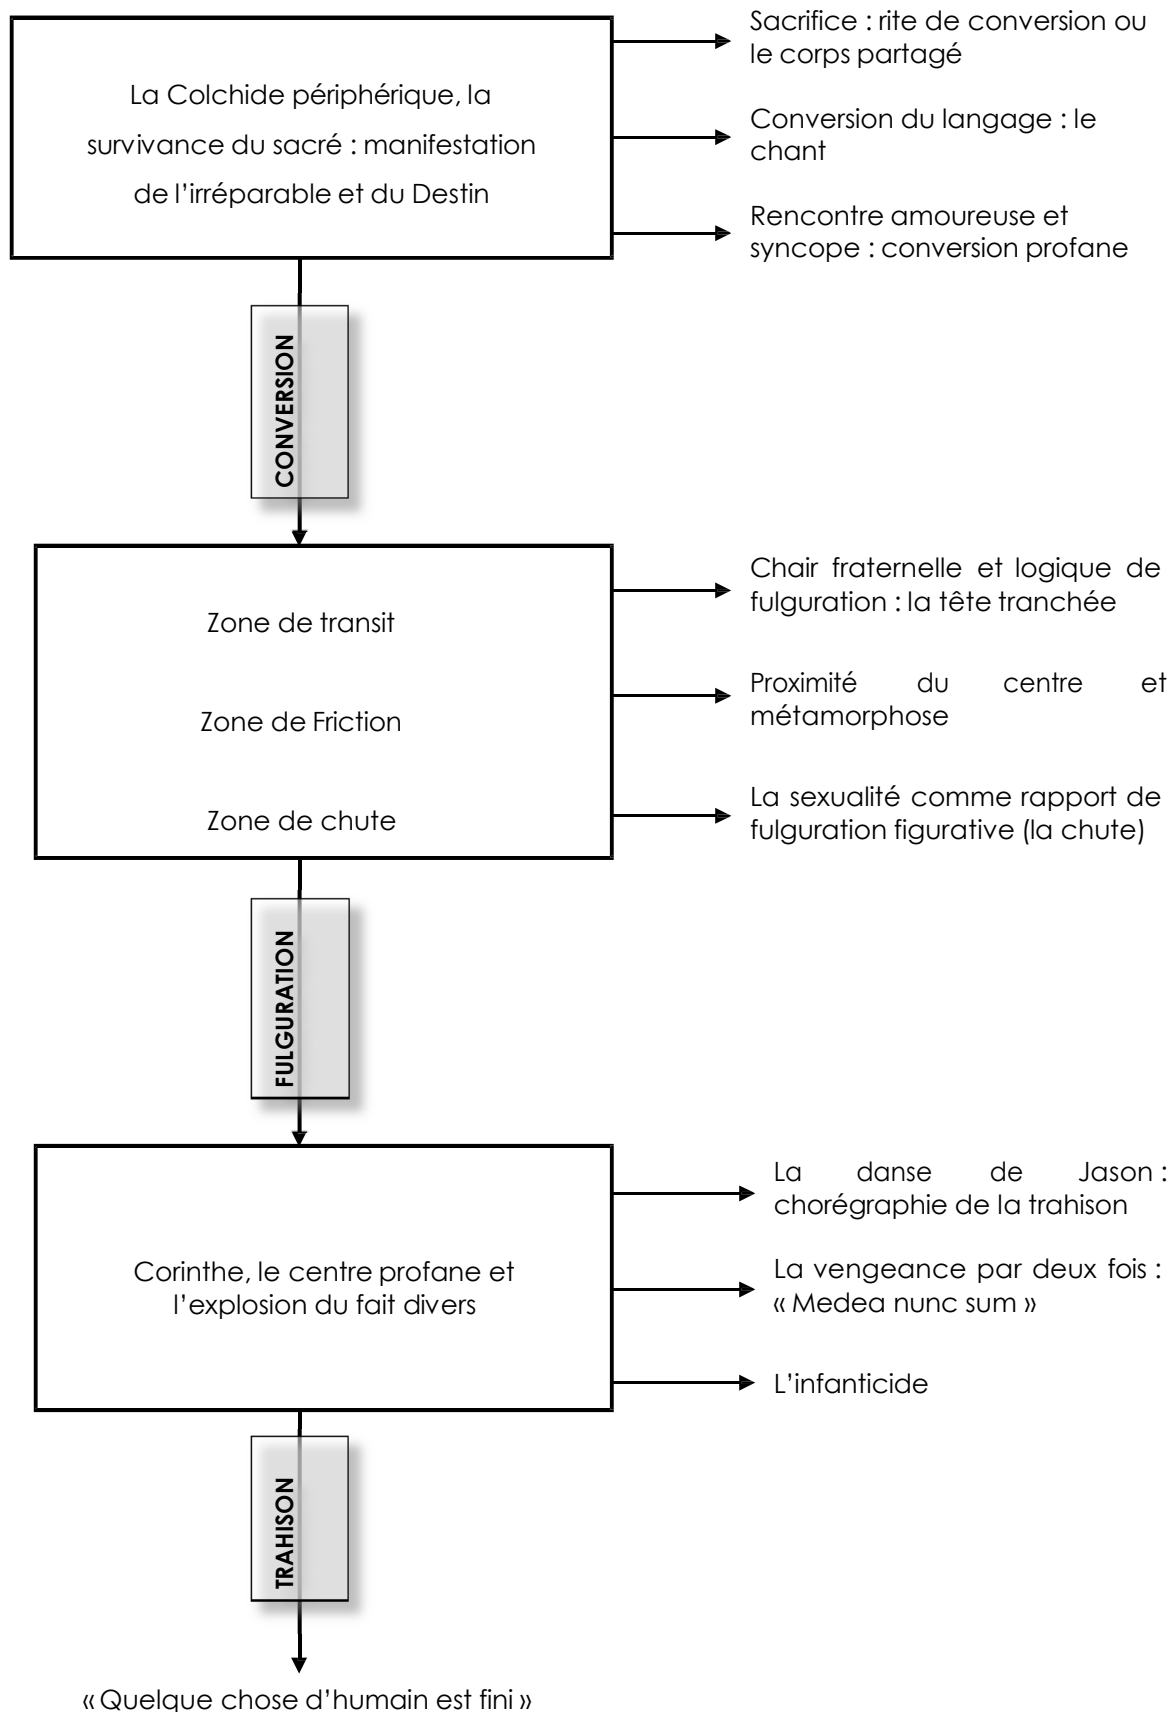 La Colchide périphérique, la
survivance du sacré : manifestation
de l’irréparable et du Destin
Sacrifice : rite de conversion ou
le corps partagé
Conversion du langage : le
chant
Rencontre amoureuse et
syncope : conversion profane
CONVERSION
Zone de transit
Zone de Friction
Zone de chute
Chair fraternelle et logique de
fulguration : la tête tranchée
Proximité du centre et
métamorphose
La sexualité comme rapport de
fulguration figurative (la chute)
FULGURATION
Corinthe, le centre profane et
l’explosion du fait divers
La danse de Jason :
chorégraphie de la trahison
La vengeance par deux fois :
« Medea nunc sum »
L’infanticide
TRAHISON
« Quelque chose d’humain est fini »